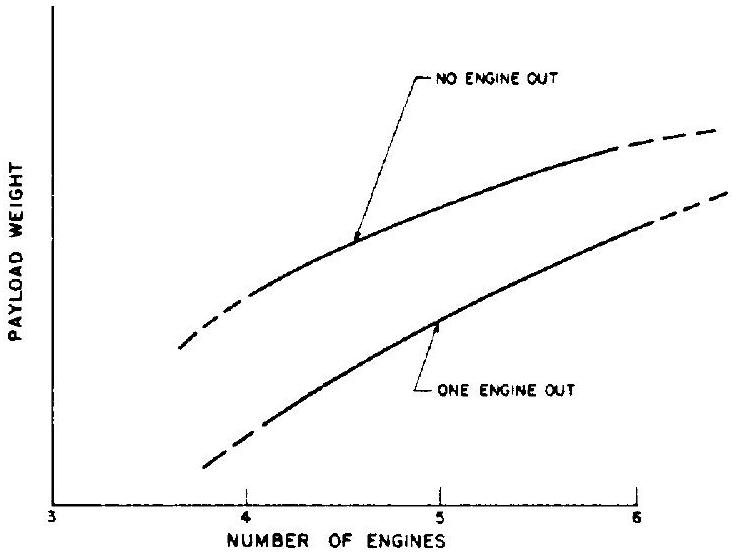 NO ENGINE OUT
PAYLOAD WEIGHT
ONE ENGINE OUT
3 4 5 6
NUMBER OF ENGINES